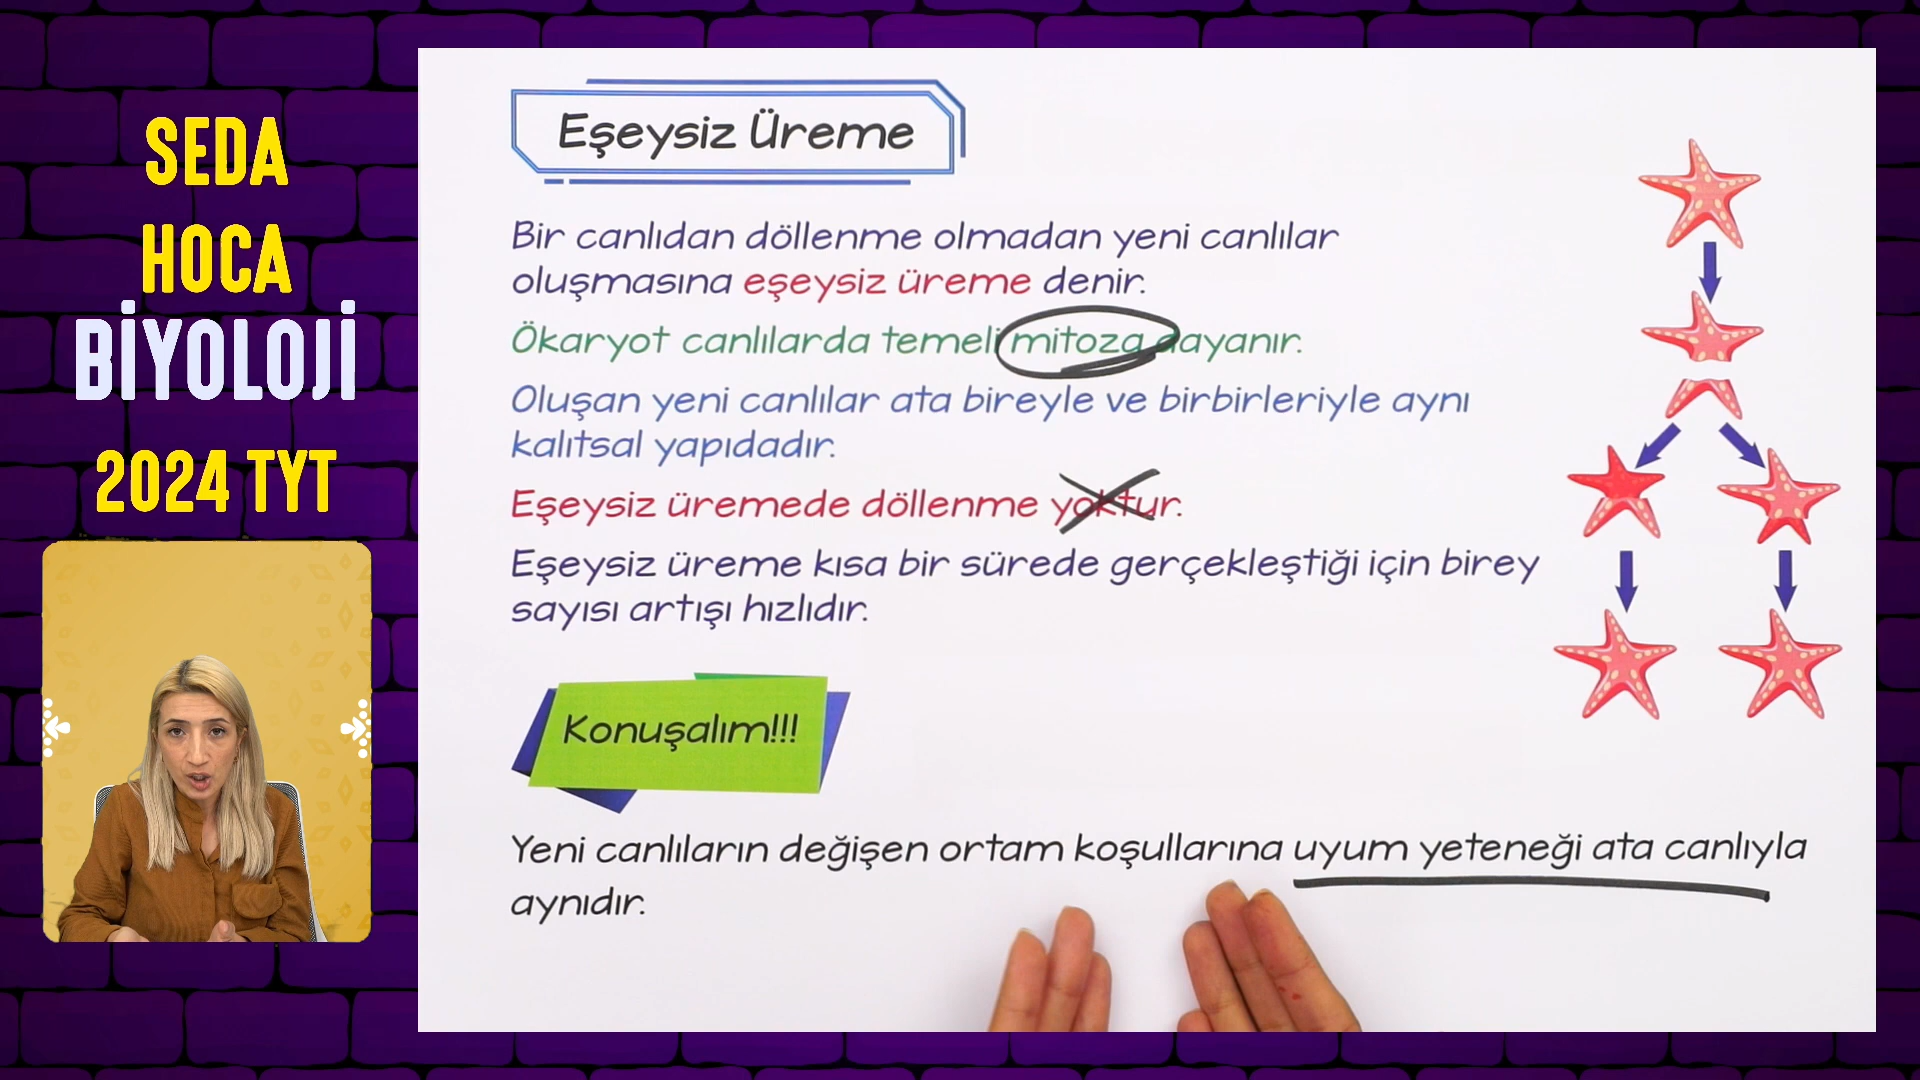 SEDA
HOCA
BİYOLOJİ
2024 TYT
Eşeysiz Üreme
Bir canlıdan döllenme olmadan yeni canlılar
oluşmasına eşeysiz üreme denir.
Ökaryot canlılarda temeli mitoza dayanır.
Oluşan yeni canlılar ata bireyle ve birbirleriyle aynı
kalıtsal yapıdadır.
Eşeysiz üremede döllenme yoktur.
Eşeysiz üreme kısa bir sürede gerçekleştiği için birey
sayısı artışı hızlıdır.
Konuşalım!!!
Yeni canlıların değişen ortam koşullarına uyum yeteneği ata canlıyla
aynıdır.